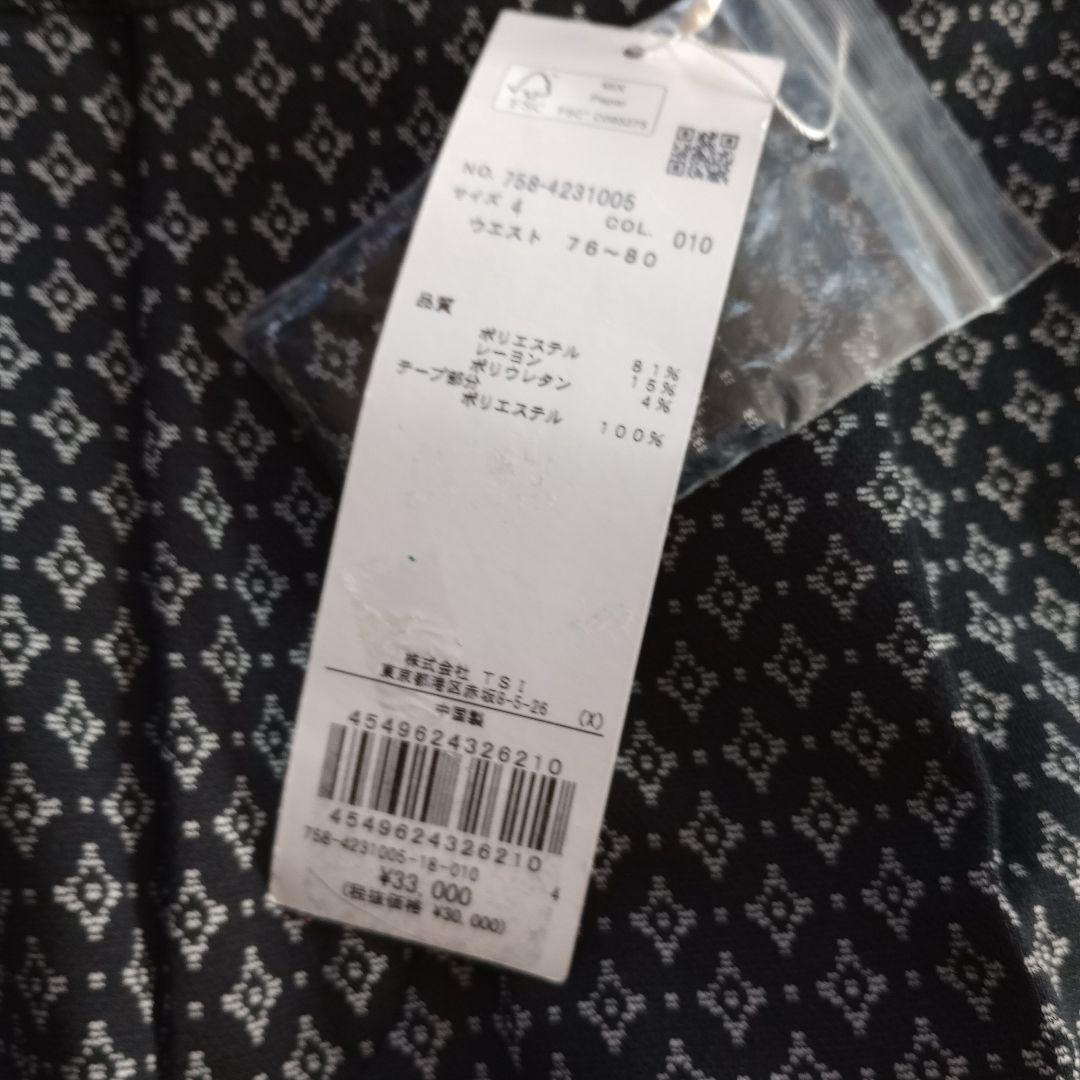 FSC
MIX
Paper
NO. 758-4231005
サイズ 4 COL. 010
ウエスト 76～80
品質
ポリエステル 81%
レーヨン 15%
ポリウレタン 4%
テープ部分
ポリエステル 100%
株式会社 TSI
東京都港区赤坂8-5-26 (X)
中国製
4549624326210
4549624326210
758-4231005-18-010 4
¥33,000
(税抜価格 ¥30,000)